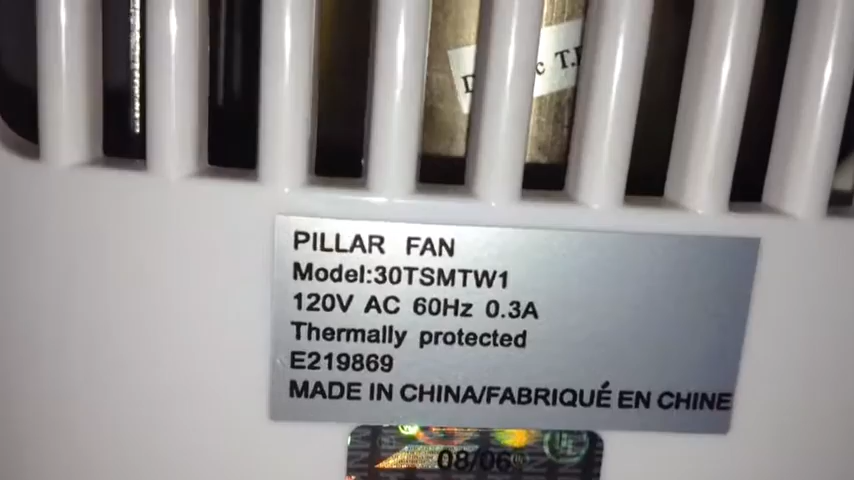 T.
PILLAR FAN
Model:30TSMTW1
120V AC 60Hz 0.3A
Thermally protected
E219869
MADE IN CHINA/FABRIQUÉ EN CHINE
08/06